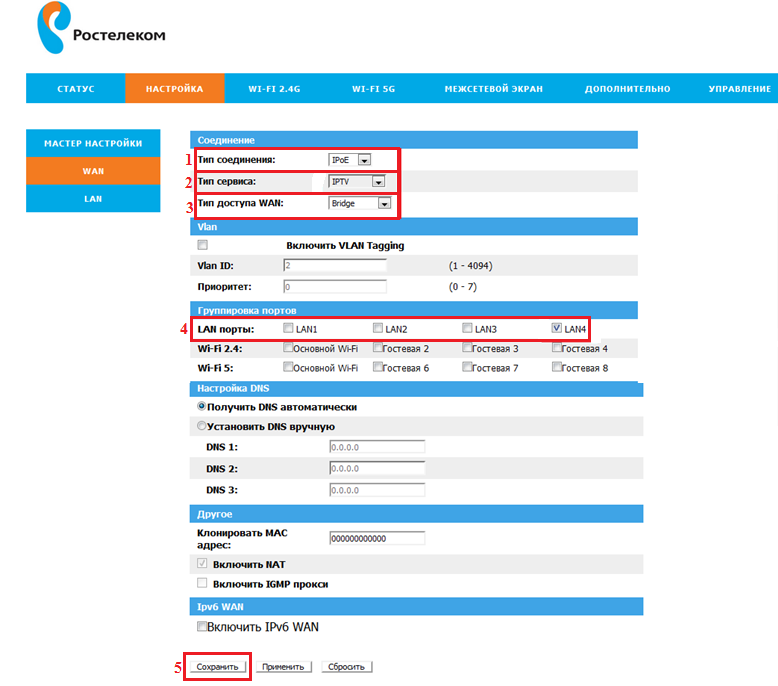 Ростелеком
СТАТУС НАСТРОЙКА WI-FI 2.4G WI-FI 5G МЕЖСЕТЕВОЙ ЭКРАН ДОПОЛНИТЕЛЬНО УПРАВЛЕНИЕ
МАСТЕР НАСТРОЙКИ
WAN
LAN
Соединение
1 Тип соединения: IPoE
2 Тип сервиса: IPTV
3 Тип доступа WAN: Bridge
Vlan
Включить VLAN Tagging
Vlan ID: 2 (1 - 4094)
Приоритет: 0 (0 - 7)
Группировка портов
4 LAN порты: LAN1 LAN2 LAN3 LAN4
Wi-Fi 2.4: Основной Wi-Fi Гостевая 2 Гостевая 3 Гостевая 4
Wi-Fi 5: Основной Wi-Fi Гостевая 6 Гостевая 7 Гостевая 8
Настройка DNS
Получить DNS автоматически
Установить DNS вручную
DNS 1: 0.0.0.0
DNS 2: 0.0.0.0
DNS 3: 0.0.0.0
Другое
Клонировать MAC
адрес: 000000000000
Включить NAT
Включить IGMP прокси
Ipv6 WAN
Включить IPv6 WAN
5 Сохранить Применить Сбросить